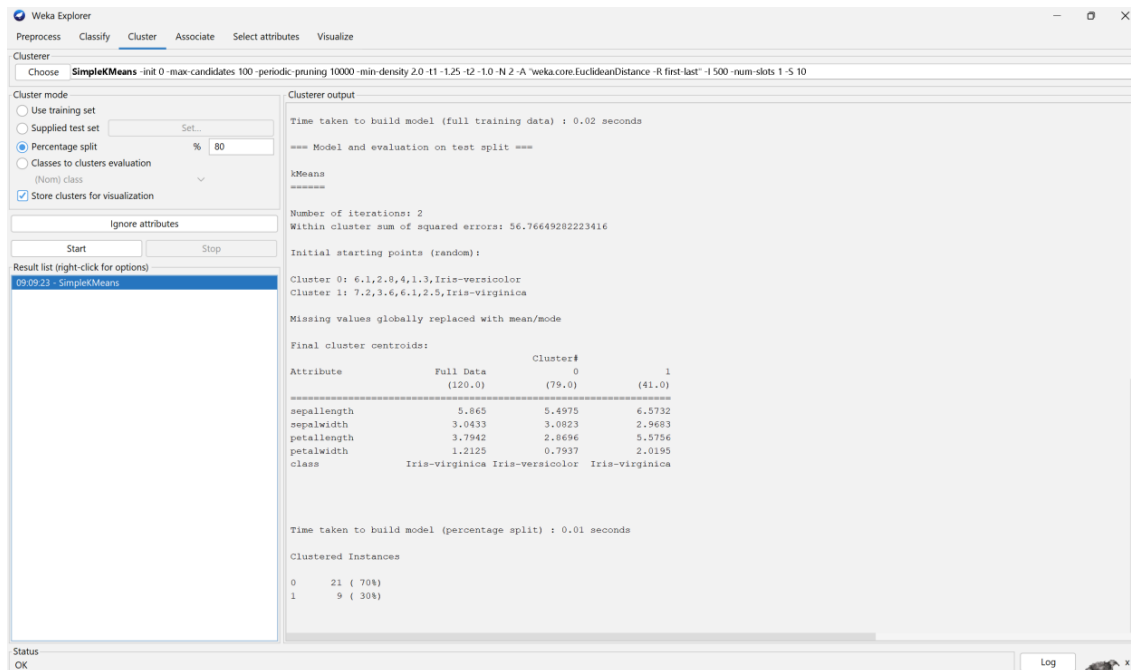 Weka Explorer
Preprocess Classify Cluster Associate Select attributes Visualize
Clusterer
Choose SimpleKMeans -init 0 -max-candidates 100 -periodic-pruning 10000 -min-density 2.0 -t1 -1.25 -t2 -1.0 -N 2 -A "weka.core.EuclideanDistance -R first-last" -I 500 -num-slots 1 -S 10
Cluster mode
Use training set
Supplied test set Set...
Percentage split % 80
Classes to clusters evaluation
(Nom) class
Store clusters for visualization
Ignore attributes
Start Stop
Result list (right-click for options)
09:09:23 - SimpleKMeans
Clusterer output
Time taken to build model (full training data) : 0.02 seconds
=== Model and evaluation on test split ===
kMeans
======
Number of iterations: 2
Within cluster sum of squared errors: 56.76649282223416
Initial starting points (random):
Cluster 0: 6.1,2.8,4,1.3,Iris-versicolor
Cluster 1: 7.2,3.6,6.1,2.5,Iris-virginica
Missing values globally replaced with mean/mode
Final cluster centroids:
Cluster#
Attribute Full Data 0 1
(120.0) (79.0) (41.0)
======================================================================
sepallength 5.865 5.4975 6.5732
sepalwidth 3.0433 3.0823 2.9683
petallength 3.7942 2.8696 5.5756
petalwidth 1.2125 0.7937 2.0195
class Iris-virginica Iris-versicolor Iris-virginica
Time taken to build model (percentage split) : 0.01 seconds
Clustered Instances
0 21 ( 70%)
1 9 ( 30%)
Status
OK
Log
x